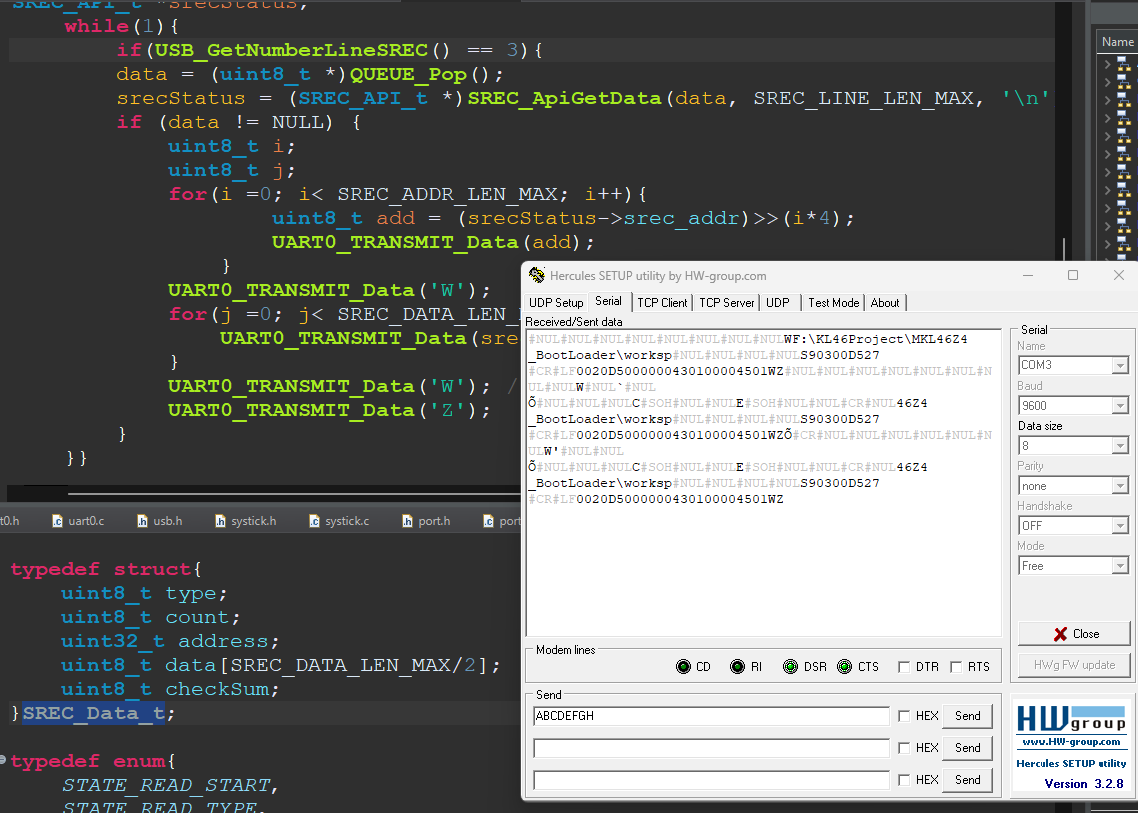 SREC_API_t *srecStatus;
while(1){
if(USB_GetNumberLineSREC() == 3){
data = (uint8_t *)QUEUE_Pop();
srecStatus = (SREC_API_t *)SREC_ApiGetData(data, SREC_LINE_LEN_MAX, '\n'
if (data != NULL) {
uint8_t i;
uint8_t j;
for(i =0; i< SREC_ADDR_LEN_MAX; i++){
uint8_t add = (srecStatus->srec_addr)>>(i*4);
UART0_TRANSMIT_Data(add);
}
UART0_TRANSMIT_Data('W');
for(j =0; j< SREC_DATA_LEN_
UART0_TRANSMIT_Data(sre
}
UART0_TRANSMIT_Data('W'); /
UART0_TRANSMIT_Data('Z');
}
}}
t0.h uart0.c usb.h systick.h systick.c port.h port
typedef struct{
uint8_t type;
uint8_t count;
uint32_t address;
uint8_t data[SREC_DATA_LEN_MAX/2];
uint8_t checkSum;
}SREC_Data_t;
typedef enum{
STATE_READ_START,
STATE_READ_TYPE,
Name
Hercules SETUP utility by HW-group.com
UDP Setup Serial TCP Client TCP Server UDP Test Mode About
Received/Sent data
#NUL#NUL#NUL#NUL#NUL#NUL#NUL#NULWF:\KL46Project\MKL46Z4
_BootLoader\worksp#NUL#NUL#NUL#NULS90300D527
#CR#LF0020D5000000430100004501WZ#NUL#NUL#NUL#NUL#NUL#N
UL#NULW#NUL`#NUL
Õ#NUL#NUL#NULC#SOH#NUL#NULE#SOH#NUL#NUL#CR#NUL46Z4
_BootLoader\worksp#NUL#NUL#NUL#NULS90300D527
#CR#LF0020D5000000430100004501WZÕ#CR#NUL#NUL#NUL#NUL#N
ULW'#NUL#NUL
Õ#NUL#NUL#NULC#SOH#NUL#NULE#SOH#NUL#NUL#CR#NUL46Z4
_BootLoader\worksp#NUL#NUL#NUL#NULS90300D527
#CR#LF0020D5000000430100004501WZ
Serial
Name
COM3
Baud
9600
Data size
8
Parity
none
Handshake
OFF
Mode
Free
Close
HWg FW update
Modem lines
CD RI DSR CTS DTR RTS
Send
ABCDEFGH HEX Send
HEX Send
HEX Send
HWgroup
www.HW-group.com
Hercules SETUP utility
Version 3.2.8